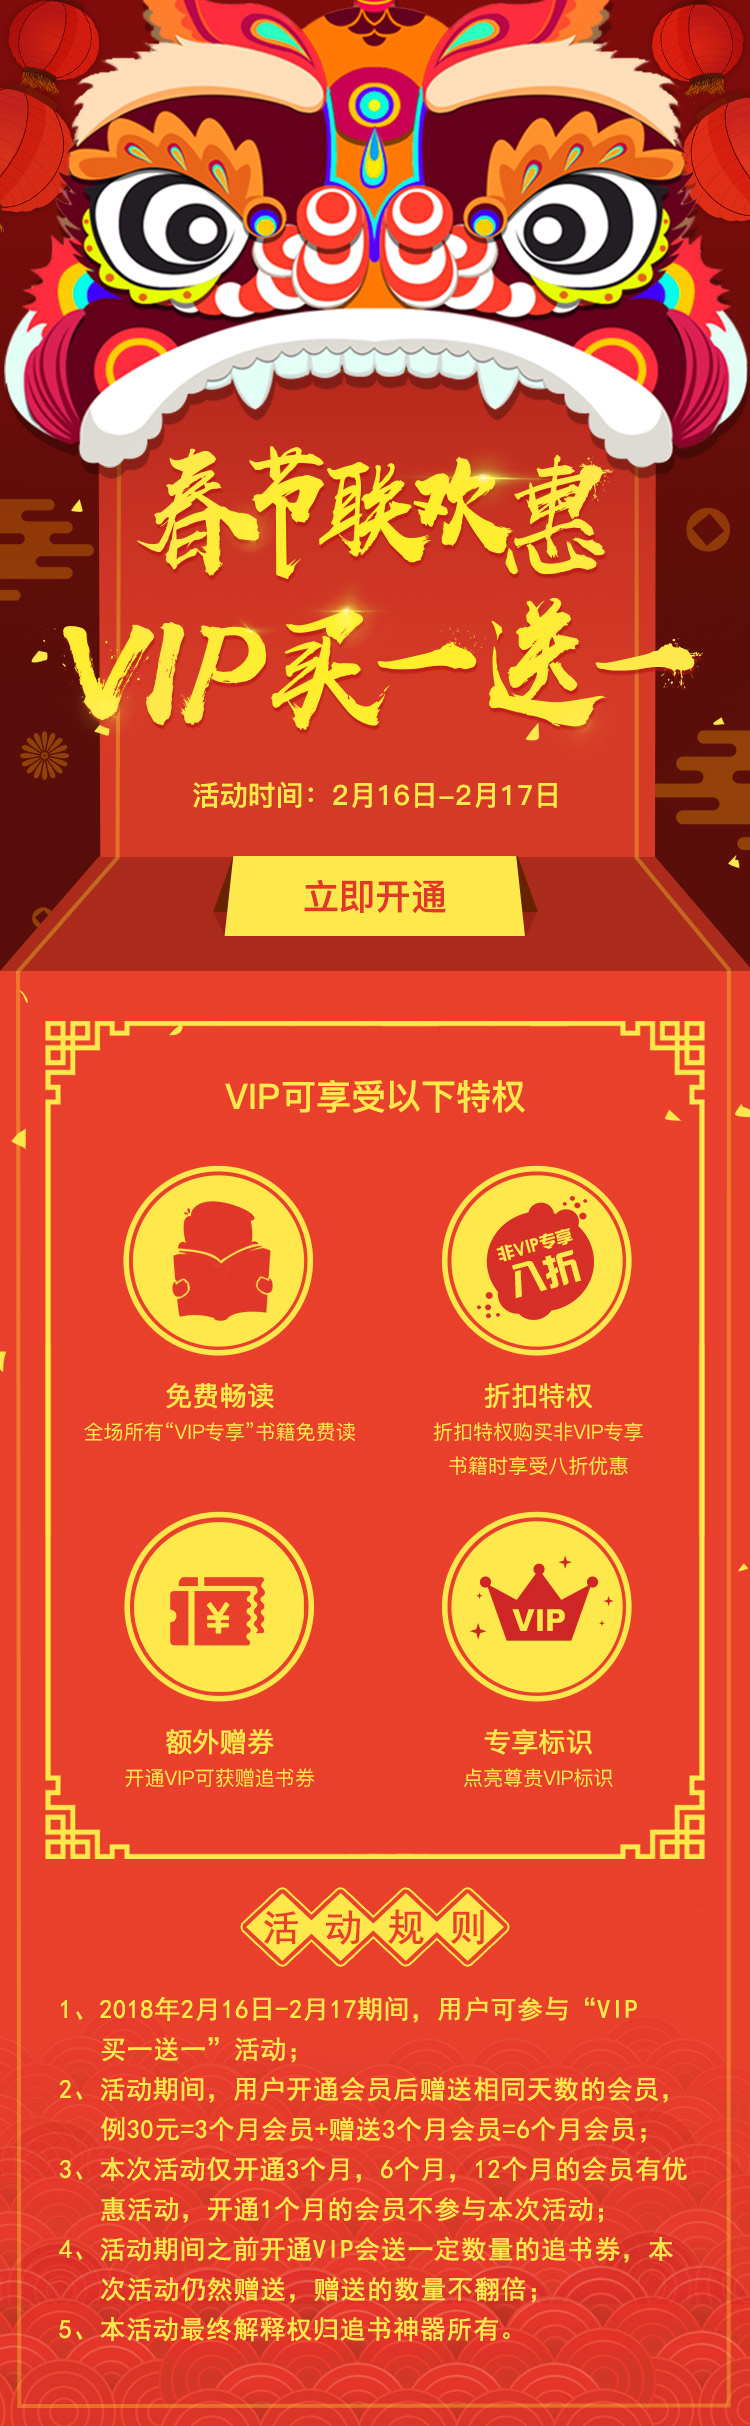 春节联欢惠
VIP买一送一
活动时间：2月16日-2月17日
立即开通
VIP可享受以下特权
非VIP专享
八折
免费畅读
全场所有“VIP专享”书籍免费读
折扣特权
折扣特权购买非VIP专享
书籍时享受八折优惠
¥
VIP
额外赠券
开通VIP可获赠追书券
专享标识
点亮尊贵VIP标识
活动规则
1、2018年2月16日-2月17期间，用户可参与“VIP
买一送一”活动；
2、活动期间，用户开通会员后赠送相同天数的会员，
例30元=3个月会员+赠送3个月会员=6个月会员；
3、本次活动仅开通3个月，6个月，12个月的会员有优
惠活动，开通1个月的会员不参与本次活动；
4、活动期间之前开通VIP会送一定数量的追书券，本
次活动仍然赠送，赠送的数量不翻倍；
5、本活动最终解释权归追书神器所有。